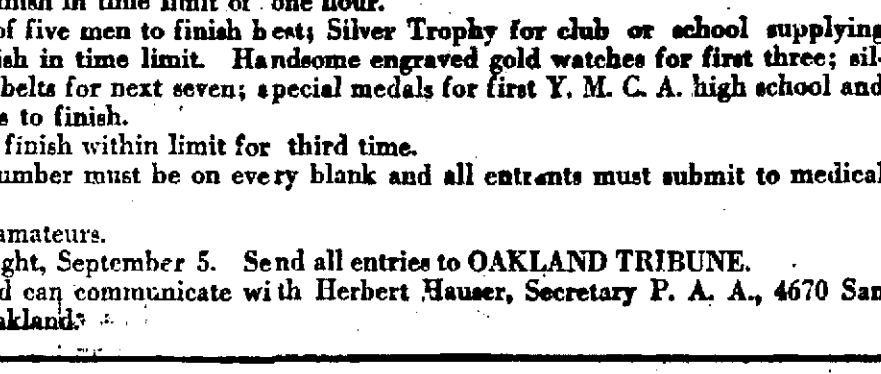 finish in time limit of one hour.
of five men to finish best; Silver Trophy for club or school supplying
ish in time limit. Handsome engraved gold watches for first three; sil-
belts for next seven; special medals for first Y. M. C. A. high school and
s to finish.
finish within limit for third time.
umber must be on every blank and all entrants must submit to medical
amateurs.
ght, September 5. Send all entries to OAKLAND TRIBUNE.
d can communicate with Herbert Hauser, Secretary P. A. A., 4670 San
akland.